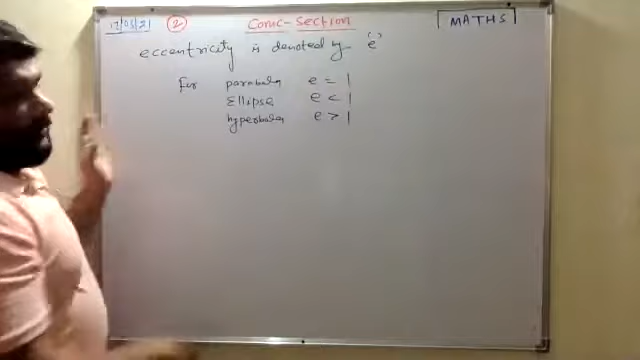 17/03/21 2 Conic-Section MATHS
eccentricity is denoted by 'e'
For parabola e = 1
Ellipse e < 1
hyperbola e > 1